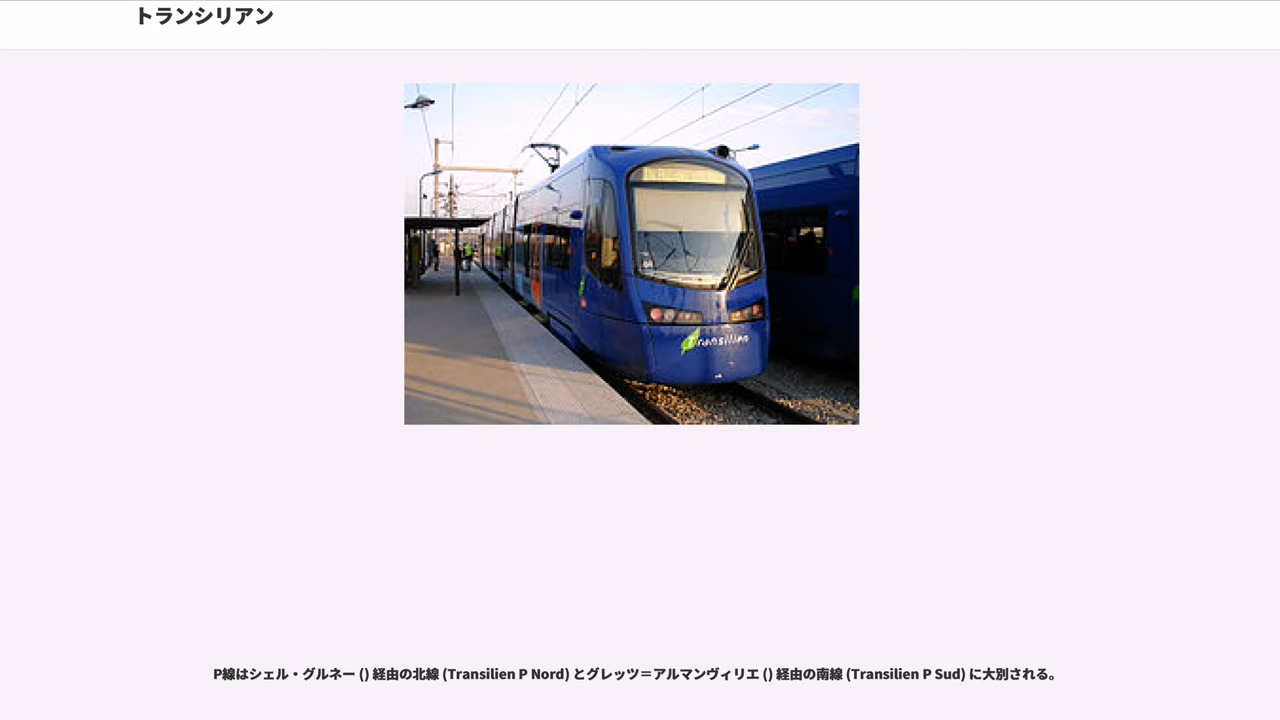 トランシリアン
Transilien
P線はシェル・グルネー () 経由の北線 (Transilien P Nord) とグレッツ＝アルマンヴィリエ () 経由の南線 (Transilien P Sud) に大別される。